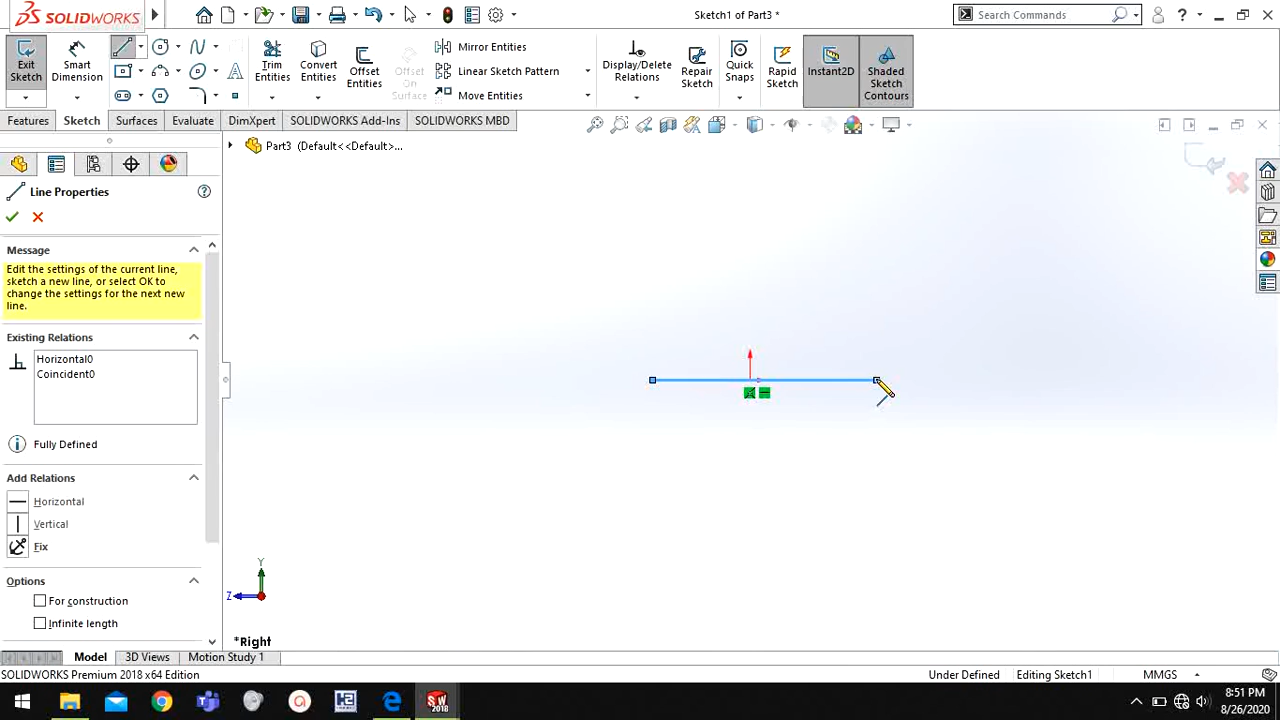 SOLIDWORKS
Sketch1 of Part3 *
Search Commands
?
Exit Sketch
Smart Dimension
Trim Entities
Convert Entities
Offset Entities
Offset On Surface
Mirror Entities
Linear Sketch Pattern
Move Entities
Display/Delete Relations
Repair Sketch
Quick Snaps
Rapid Sketch
Instant2D
Shaded Sketch Contours
Features
Sketch
Surfaces
Evaluate
DimXpert
SOLIDWORKS Add-Ins
SOLIDWORKS MBD
Part3 (Default<<Default>...
Line Properties
?
Message
Edit the settings of the current line,
sketch a new line, or select OK to
change the settings for the next new
line.
Existing Relations
Horizontal0
Coincident0
Fully Defined
Add Relations
Horizontal
Vertical
Fix
Options
For construction
Infinite length
Y
Z
*Right
Model
3D Views
Motion Study 1
SOLIDWORKS Premium 2018 x64 Edition
Under Defined
Editing Sketch1
MMGS
8:51 PM
8/26/2020
SW
2018